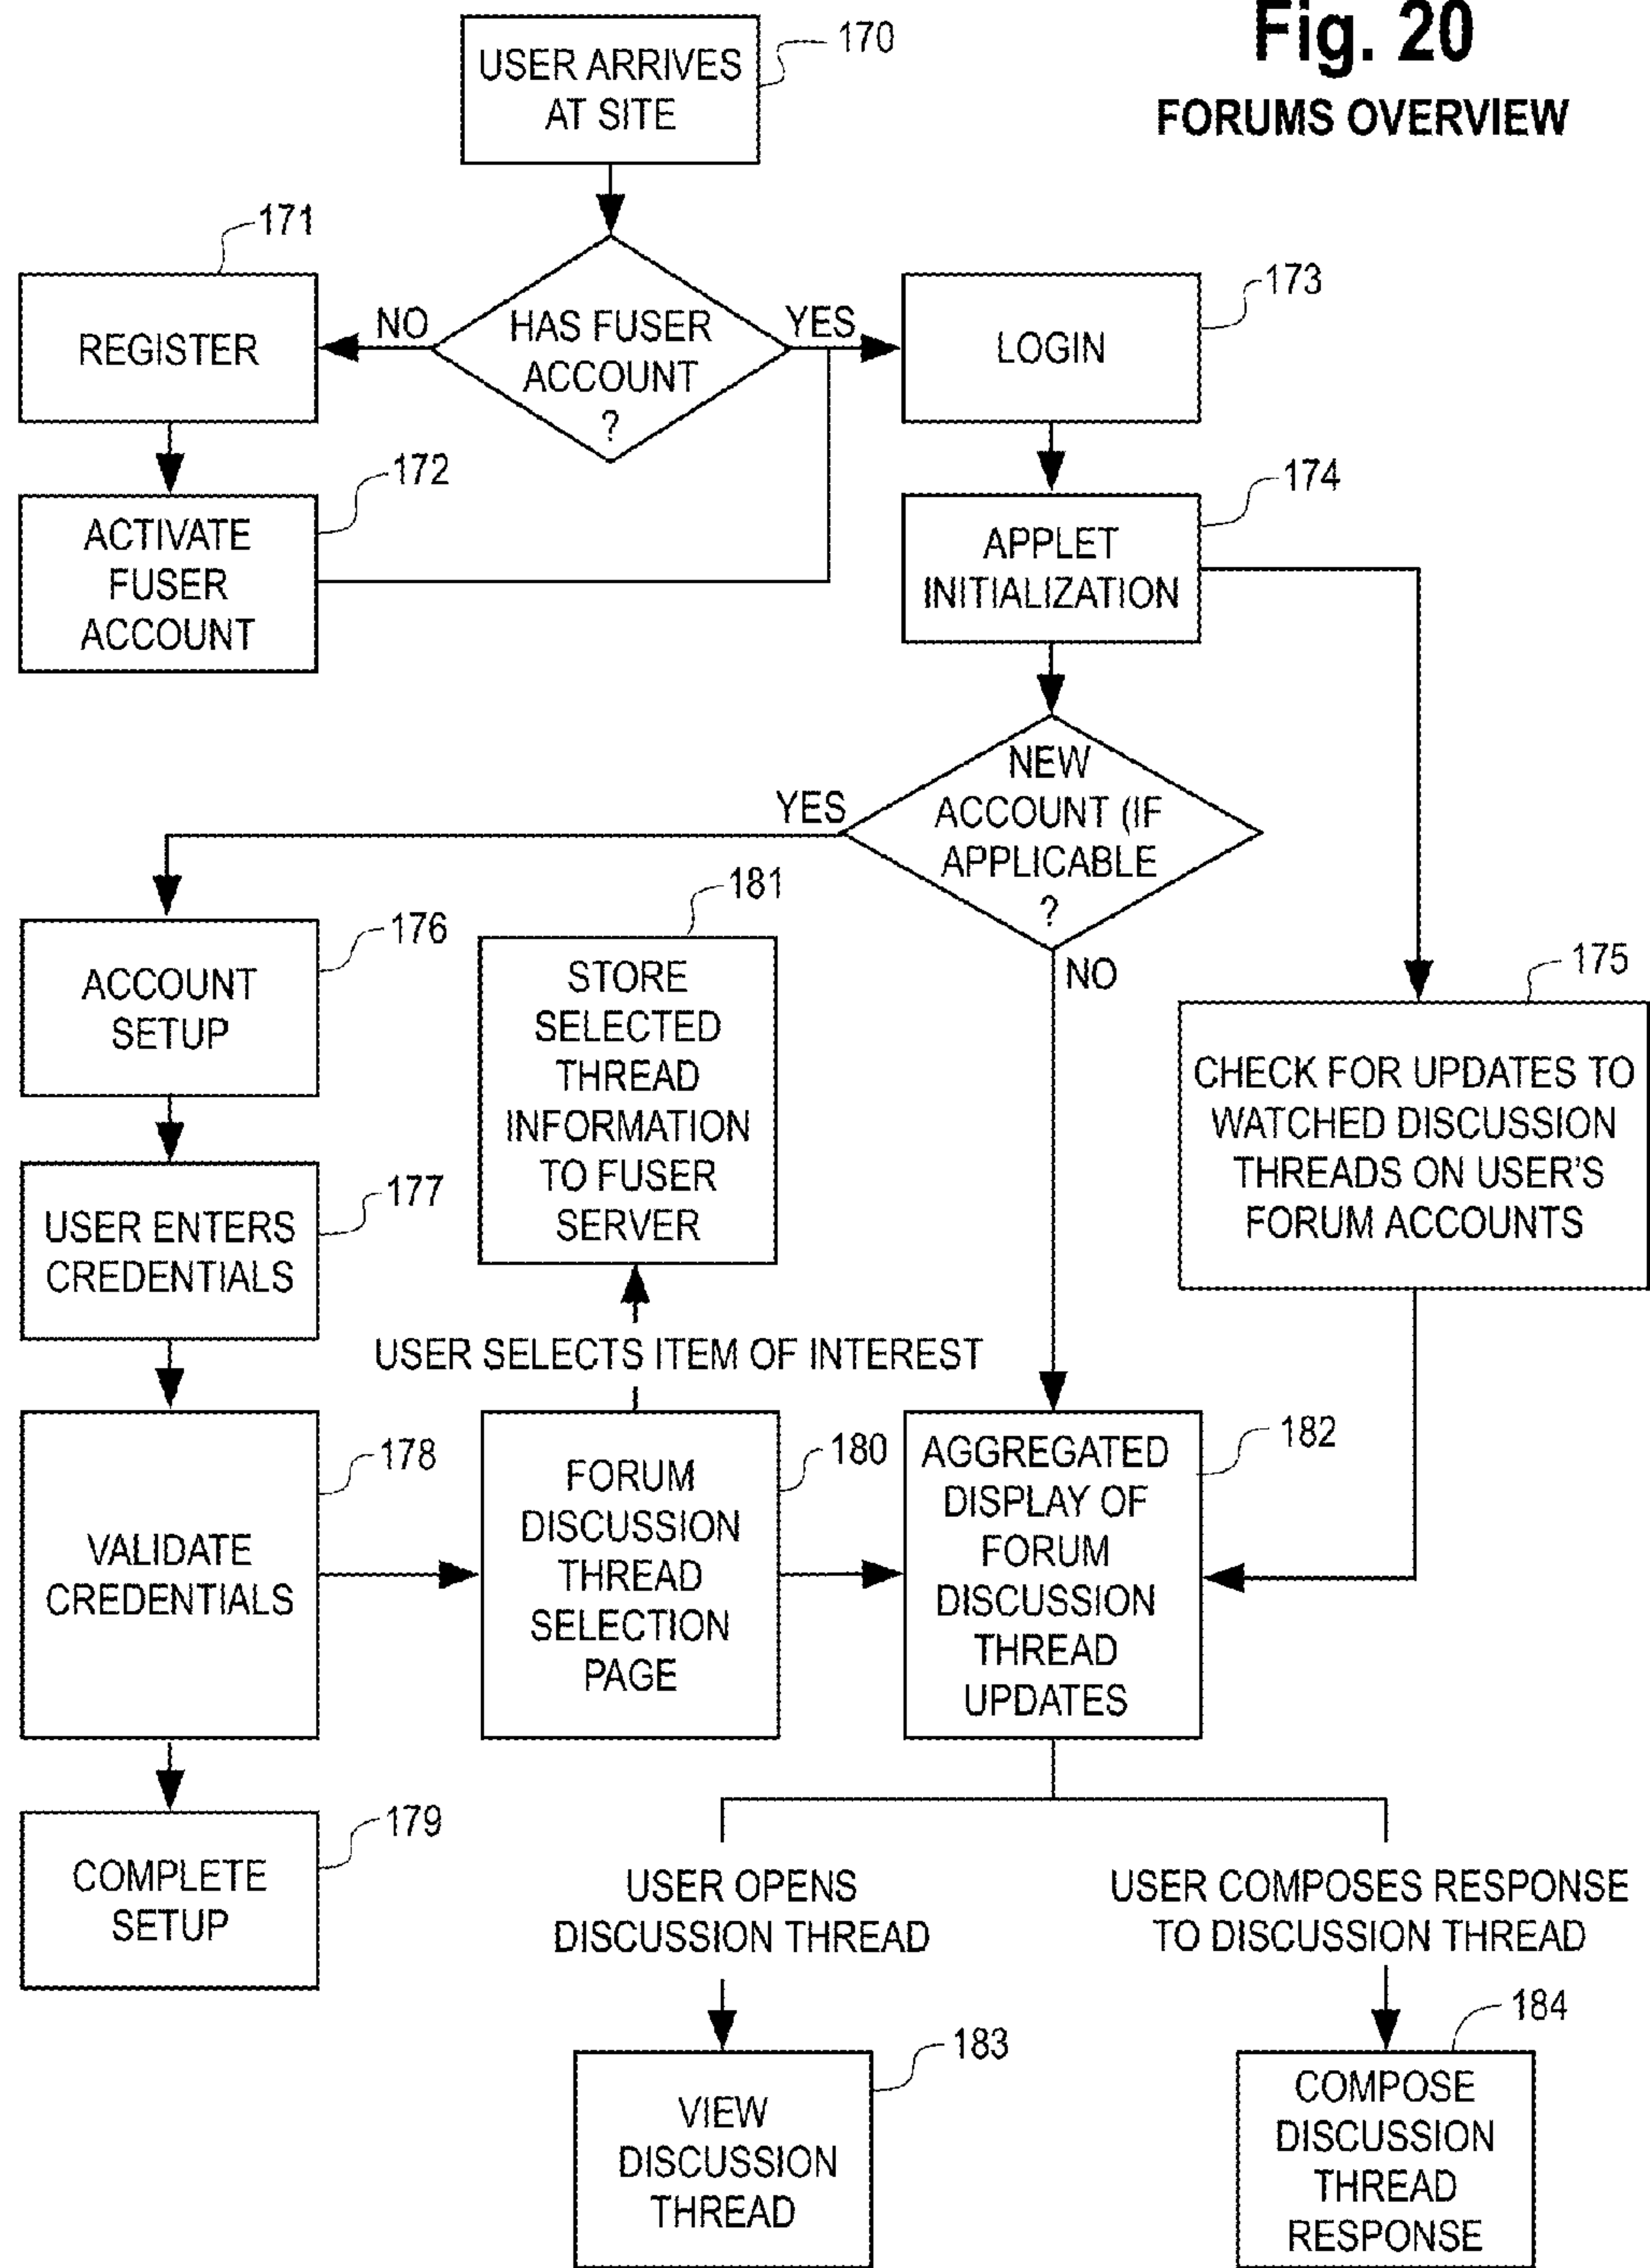 Fig. 20
FORUMS OVERVIEW
USER ARRIVES
AT SITE
170
171
REGISTER
NO
HAS FUSER
ACCOUNT
?
YES
173
LOGIN
172
ACTIVATE
FUSER
ACCOUNT
174
APPLET
INITIALIZATION
NEW
ACCOUNT (IF
APPLICABLE
?
YES
NO
175
CHECK FOR UPDATES TO
WATCHED DISCUSSION
THREADS ON USER'S
FORUM ACCOUNTS
176
ACCOUNT
SETUP
181
STORE
SELECTED
THREAD
INFORMATION
TO FUSER
SERVER
177
USER ENTERS
CREDENTIALS
USER SELECTS ITEM OF INTEREST
178
VALIDATE
CREDENTIALS
180
FORUM
DISCUSSION
THREAD
SELECTION
PAGE
182
AGGREGATED
DISPLAY OF
FORUM
DISCUSSION
THREAD
UPDATES
179
COMPLETE
SETUP
USER OPENS
DISCUSSION THREAD
USER COMPOSES RESPONSE
TO DISCUSSION THREAD
183
VIEW
DISCUSSION
THREAD
184
COMPOSE
DISCUSSION
THREAD
RESPONSE